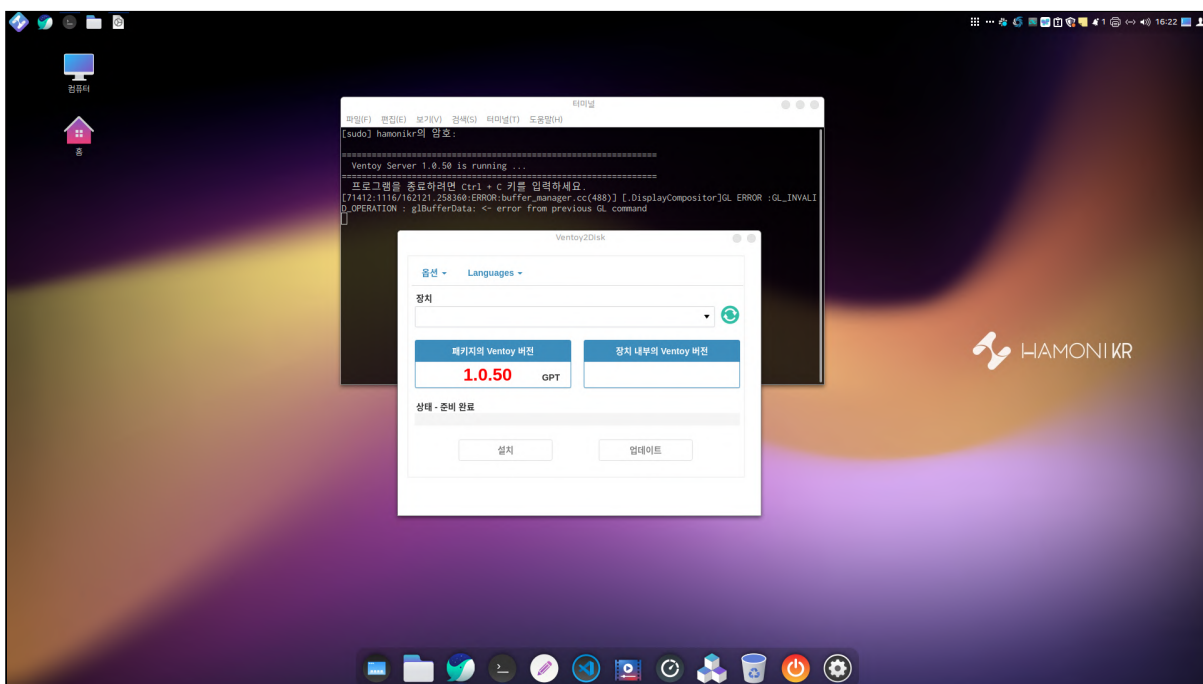 1
16:22
컴퓨터
홈
터미널
파일(F) 편집(E) 보기(V) 검색(S) 터미널(T) 도움말(H)
[sudo] hamonikr의 암호:
===============================================================
Ventoy Server 1.0.50 is running ...
===============================================================
프로그램을 종료하려면 Ctrl + C 키를 입력하세요.
[71412:1116/162121.258360:ERROR:buffer_manager.cc(488)] [.DisplayCompositor]GL ERROR :GL_INVALI
D_OPERATION : glBufferData: <- error from previous GL command
Ventoy2Disk
옵션 Languages
장치
패키지의 Ventoy 버전 장치 내부의 Ventoy 버전
1.0.50 GPT
상태 - 준비 완료
설치 업데이트
HAMONIKR